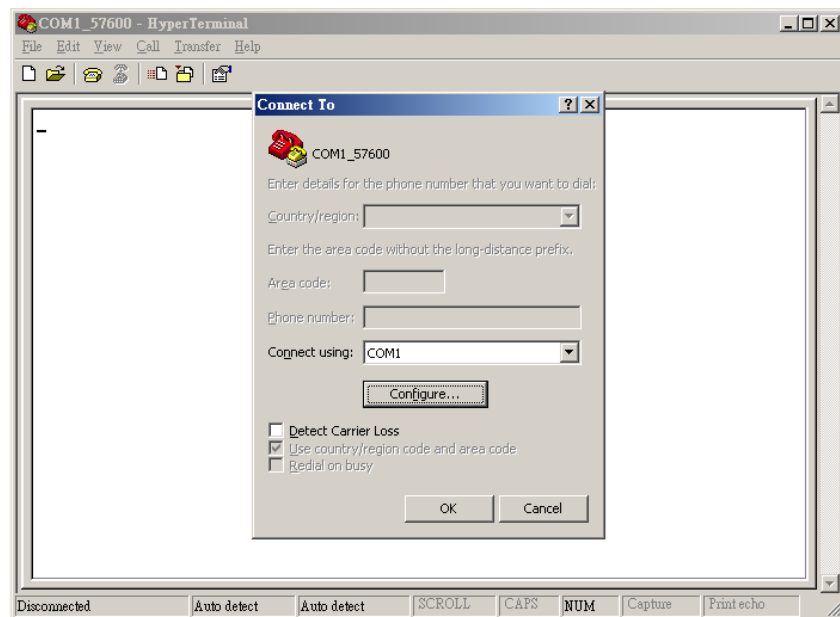 COM1_57600 - HyperTerminal
File Edit View Call Transfer Help
Connect To
COM1_57600
Enter details for the phone number that you want to dial:
Country/region:
Enter the area code without the long-distance prefix.
Area code:
Phone number:
Connect using: COM1
Configure...
Detect Carrier Loss
Use country/region code and area code
Redial on busy
OK Cancel
Disconnected Auto detect Auto detect SCROLL CAPS NUM Capture Print echo